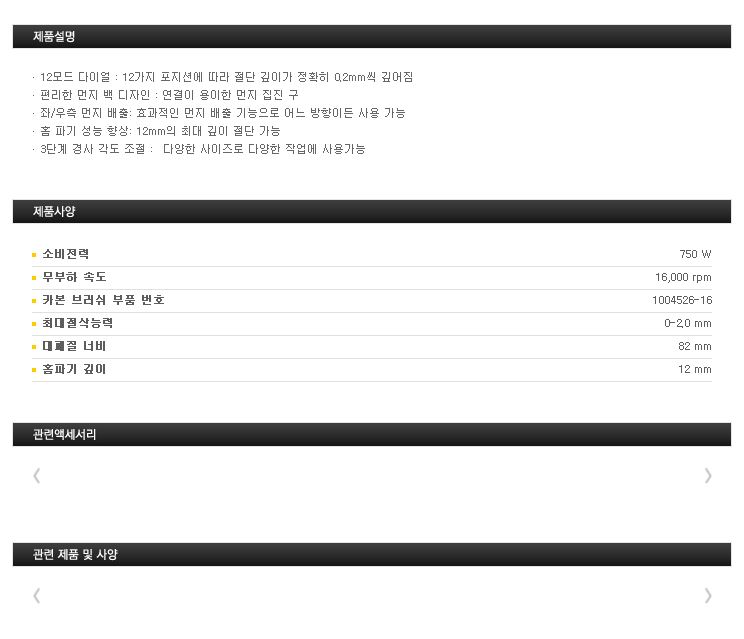 제품설명
· 12모드 다이얼 : 12가지 포지션에 따라 절단 깊이가 정확히 0.2mm씩 깊어짐
· 편리한 먼지 백 디자인 : 연결이 용이한 먼지 집진 구
· 좌/우측 먼지 배출: 효과적인 먼지 배출 기능으로 어느 방향이든 사용 가능
· 홈 파기 성능 향상: 12mm의 최대 깊이 절단 가능
· 3단계 경사 각도 조절 : 다양한 사이즈로 다양한 작업에 사용가능
제품사양
소비전력 750 W
무부하 속도 16,000 rpm
카본 브러쉬 부품 번호 1004526-16
최대절삭능력 0-2.0 mm
대패질 너비 82 mm
홈파기 깊이 12 mm
관련액세서리
관련 제품 및 사양